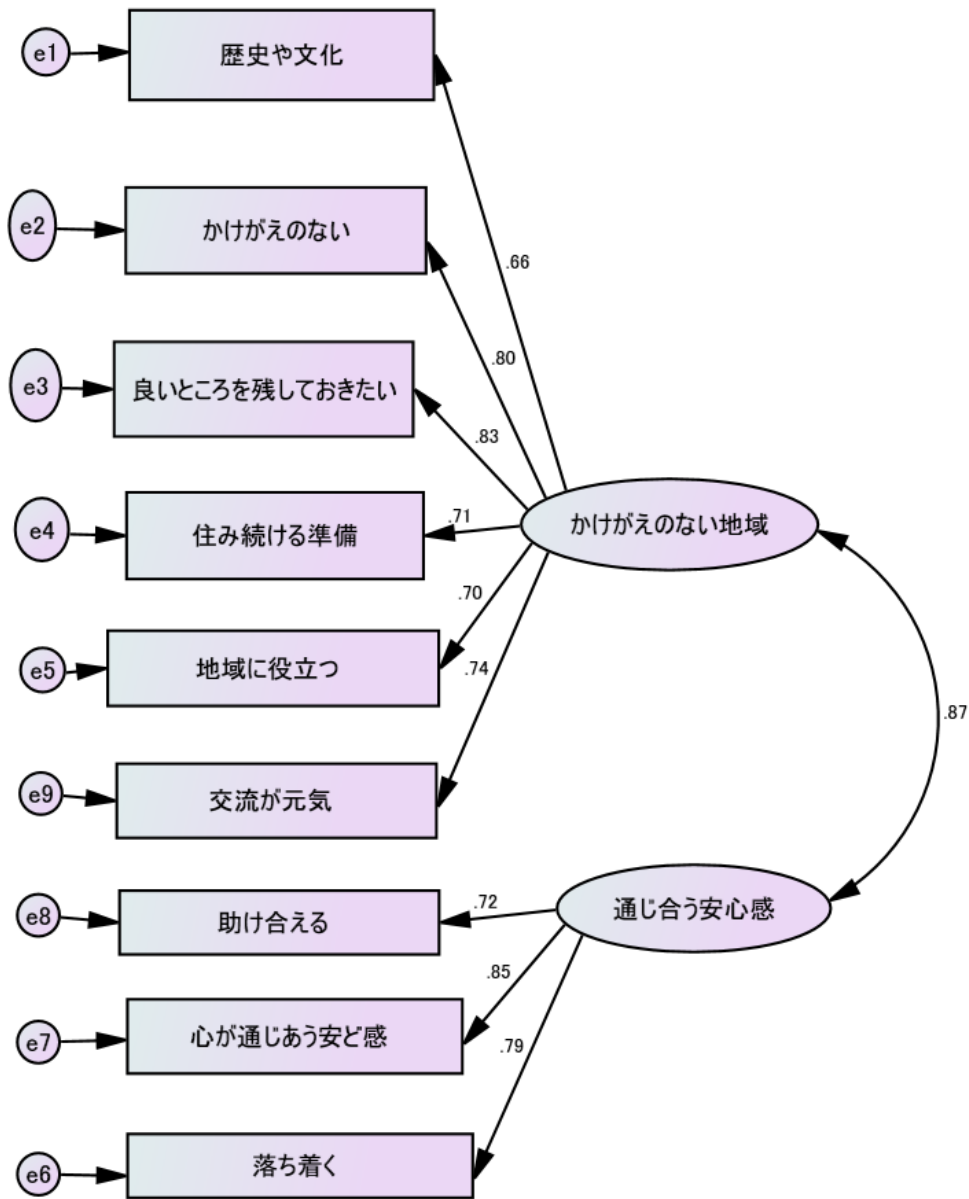 e1
歴史や文化
e2
かけがえのない
.66
.80
e3
良いところを残しておきたい
.83
e4
住み続ける準備
.71
かけがえのない地域
.70
e5
地域に役立つ
.74
.87
e9
交流が元気
e8
助け合える
.72
通じ合う安心感
.85
e7
心が通じあう安ど感
.79
e6
落ち着く